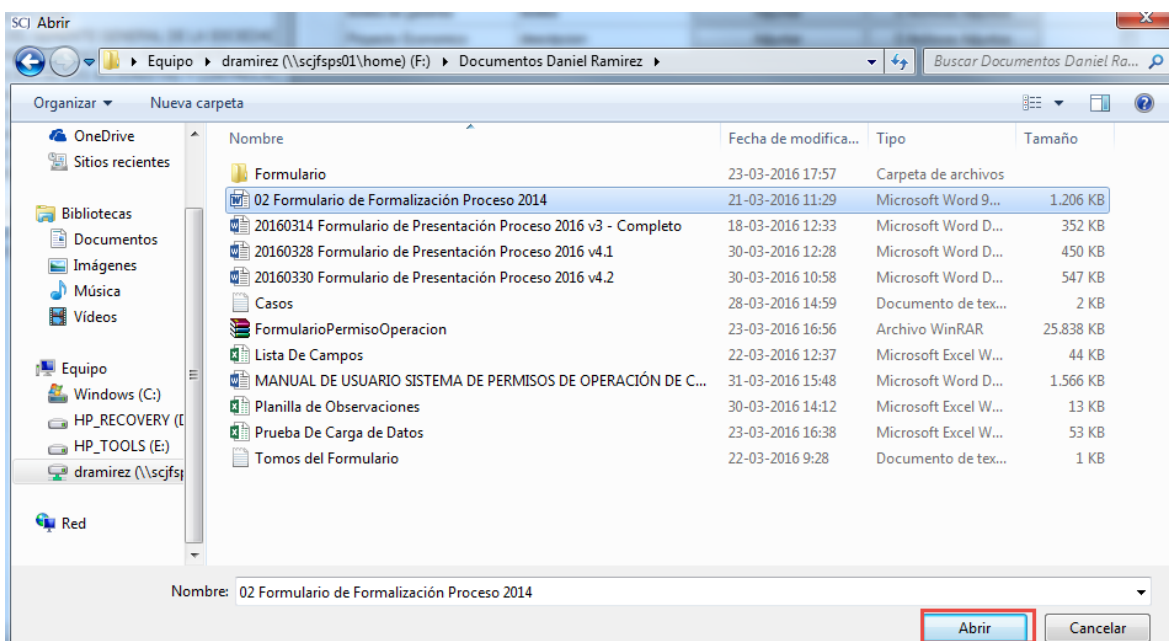 SCJ Abrir
X
Equipo dramirez (\\scjfsps01\home) (F:) Documentos Daniel Ramirez Buscar Documentos Daniel Ra...
Organizar Nueva carpeta
OneDrive
Sitios recientes
Bibliotecas
Documentos
Imágenes
Música
Vídeos
Equipo
Windows (C:)
HP_RECOVERY (D
HP_TOOLS (E:)
dramirez (\\scjfsp
Red
Nombre Fecha de modifica... Tipo Tamaño
Formulario 23-03-2016 17:57 Carpeta de archivos
02 Formulario de Formalización Proceso 2014 21-03-2016 11:29 Microsoft Word 9... 1.206 KB
20160314 Formulario de Presentación Proceso 2016 v3 - Completo 18-03-2016 12:33 Microsoft Word D... 352 KB
20160328 Formulario de Presentación Proceso 2016 v4.1 30-03-2016 12:28 Microsoft Word D... 450 KB
20160330 Formulario de Presentación Proceso 2016 v4.2 30-03-2016 10:58 Microsoft Word D... 547 KB
Casos 28-03-2016 14:59 Documento de tex... 2 KB
FormularioPermisoOperacion 23-03-2016 16:56 Archivo WinRAR 25.838 KB
Lista De Campos 22-03-2016 12:37 Microsoft Excel W... 44 KB
MANUAL DE USUARIO SISTEMA DE PERMISOS DE OPERACIÓN DE C... 31-03-2016 15:48 Microsoft Word D... 1.566 KB
Planilla de Observaciones 30-03-2016 14:12 Microsoft Excel W... 13 KB
Prueba De Carga de Datos 23-03-2016 16:38 Microsoft Excel W... 53 KB
Tomos del Formulario 22-03-2016 9:28 Documento de tex... 1 KB
Nombre: 02 Formulario de Formalización Proceso 2014
Abrir Cancelar